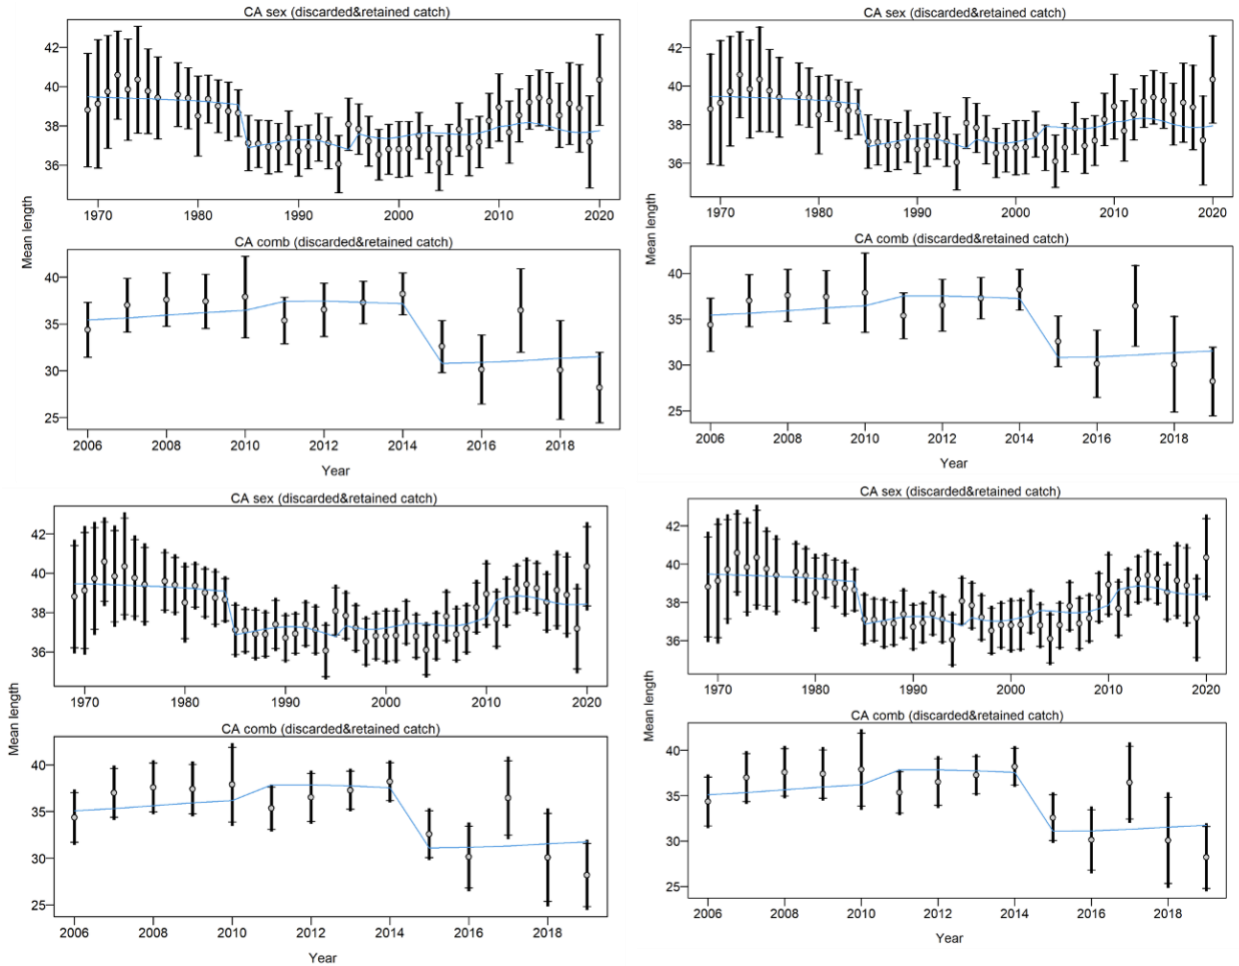 CA sex (discarded&retained catch)
42
40
38
36
1970 1980 1990 2000 2010 2020
CA comb (discarded&retained catch)
40
35
30
25
2006 2008 2010 2012 2014 2016 2018
Mean length
Year
CA sex (discarded&retained catch)
42
40
38
36
1970 1980 1990 2000 2010 2020
CA comb (discarded&retained catch)
40
35
30
25
2006 2008 2010 2012 2014 2016 2018
Mean length
Year
CA sex (discarded&retained catch)
42
40
38
36
1970 1980 1990 2000 2010 2020
CA comb (discarded&retained catch)
40
35
30
25
2006 2008 2010 2012 2014 2016 2018
Mean length
Year
CA sex (discarded&retained catch)
42
40
38
36
1970 1980 1990 2000 2010 2020
CA comb (discarded&retained catch)
40
35
30
25
2006 2008 2010 2012 2014 2016 2018
Mean length
Year